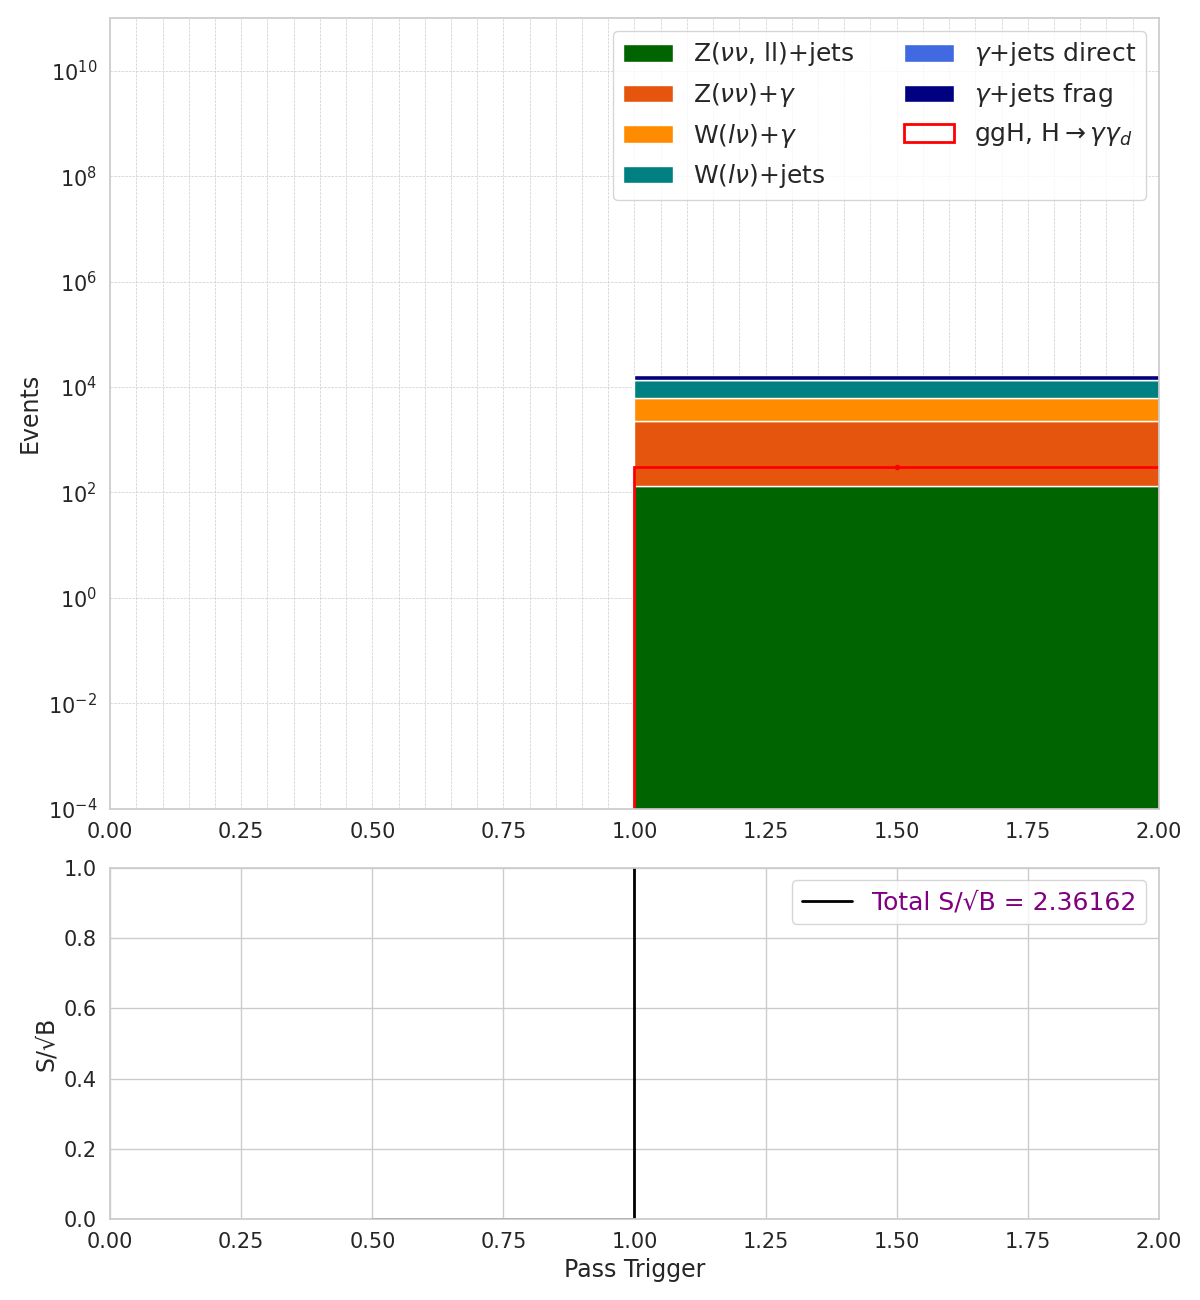 Z(νν, ll)+jets
Z(νν)+γ
W(lν)+γ
W(lν)+jets
γ+jets direct
γ+jets frag
ggH, H→γγ_d
Events
10^10
10^8
10^6
10^4
10^2
10^0
10^−2
10^−4
0.00 0.25 0.50 0.75 1.00 1.25 1.50 1.75 2.00
Total S/√B = 2.36162
S/√B
1.0
0.8
0.6
0.4
0.2
0.0
0.00 0.25 0.50 0.75 1.00 1.25 1.50 1.75 2.00
Pass Trigger